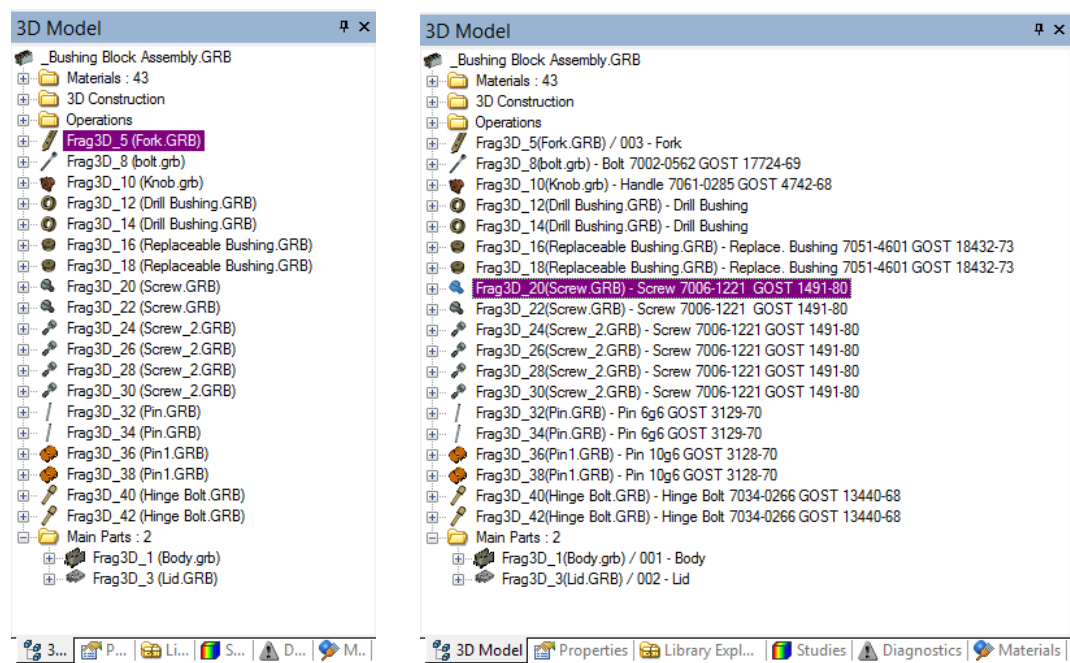 3D Model
_Bushing Block Assembly.GRB
Materials : 43
3D Construction
Operations
Frag3D_5 (Fork.GRB)
Frag3D_8 (bolt.grb)
Frag3D_10 (Knob.grb)
Frag3D_12 (Drill Bushing.GRB)
Frag3D_14 (Drill Bushing.GRB)
Frag3D_16 (Replaceable Bushing.GRB)
Frag3D_18 (Replaceable Bushing.GRB)
Frag3D_20 (Screw.GRB)
Frag3D_22 (Screw.GRB)
Frag3D_24 (Screw_2.GRB)
Frag3D_26 (Screw_2.GRB)
Frag3D_28 (Screw_2.GRB)
Frag3D_30 (Screw_2.GRB)
Frag3D_32 (Pin.GRB)
Frag3D_34 (Pin.GRB)
Frag3D_36 (Pin1.GRB)
Frag3D_38 (Pin1.GRB)
Frag3D_40 (Hinge Bolt.GRB)
Frag3D_42 (Hinge Bolt.GRB)
Main Parts : 2
Frag3D_1 (Body.grb)
Frag3D_3 (Lid.GRB)
3... P... Li... S... D... M..
3D Model
_Bushing Block Assembly.GRB
Materials : 43
3D Construction
Operations
Frag3D_5(Fork.GRB) / 003 - Fork
Frag3D_8(bolt.grb) - Bolt 7002-0562 GOST 17724-69
Frag3D_10(Knob.grb) - Handle 7061-0285 GOST 4742-68
Frag3D_12(Drill Bushing.GRB) - Drill Bushing
Frag3D_14(Drill Bushing.GRB) - Drill Bushing
Frag3D_16(Replaceable Bushing.GRB) - Replace. Bushing 7051-4601 GOST 18432-73
Frag3D_18(Replaceable Bushing.GRB) - Replace. Bushing 7051-4601 GOST 18432-73
Frag3D_20(Screw.GRB) - Screw 7006-1221  GOST 1491-80
Frag3D_22(Screw.GRB) - Screw 7006-1221  GOST 1491-80
Frag3D_24(Screw_2.GRB) - Screw 7006-1221 GOST 1491-80
Frag3D_26(Screw_2.GRB) - Screw 7006-1221 GOST 1491-80
Frag3D_28(Screw_2.GRB) - Screw 7006-1221 GOST 1491-80
Frag3D_30(Screw_2.GRB) - Screw 7006-1221 GOST 1491-80
Frag3D_32(Pin.GRB) - Pin 6g6 GOST 3129-70
Frag3D_34(Pin.GRB) - Pin 6g6 GOST 3129-70
Frag3D_36(Pin1.GRB) - Pin 10g6 GOST 3128-70
Frag3D_38(Pin1.GRB) - Pin 10g6 GOST 3128-70
Frag3D_40(Hinge Bolt.GRB) - Hinge Bolt 7034-0266 GOST 13440-68
Frag3D_42(Hinge Bolt.GRB) - Hinge Bolt 7034-0266 GOST 13440-68
Main Parts : 2
Frag3D_1(Body.grb) / 001 - Body
Frag3D_3(Lid.GRB) / 002 - Lid
3D Model Properties Library Expl... Studies Diagnostics Materials